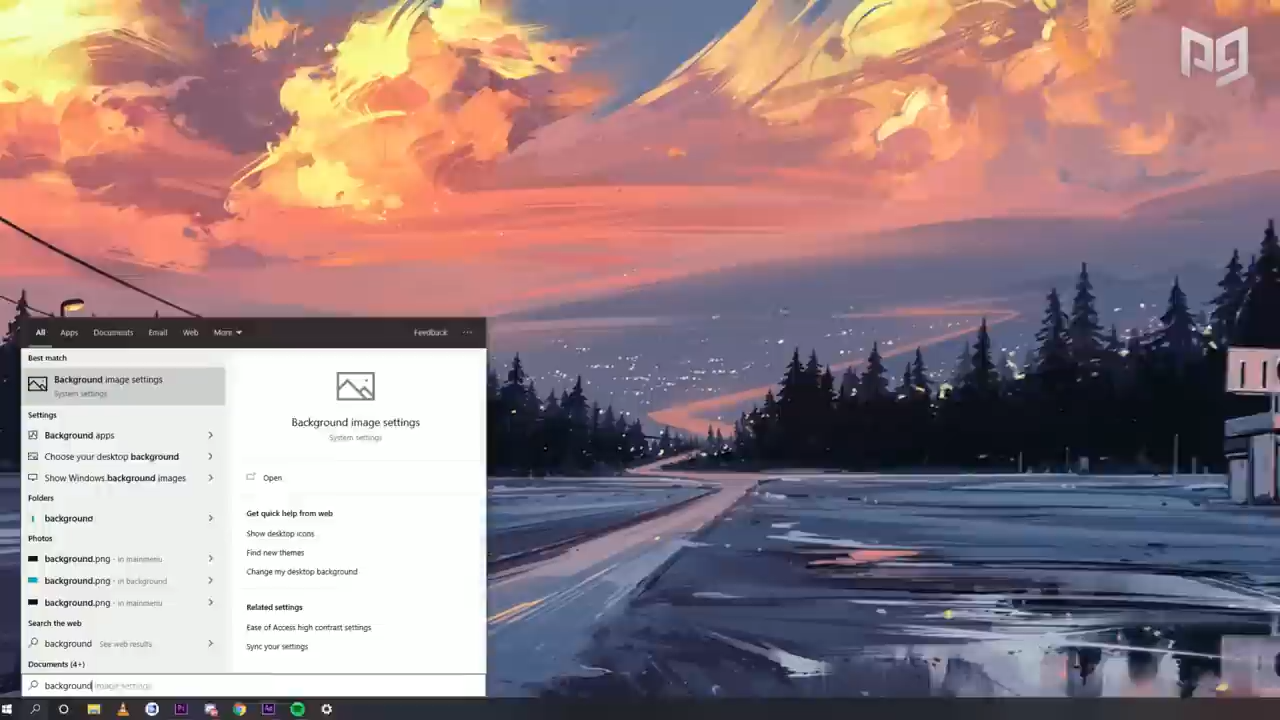 All Apps Documents Email Web More Feedback ...
Best match
Background image settings
System settings
Settings
Background apps
Choose your desktop background
Show Windows background images
Folders
background
Photos
background.png - in mainmenu
background.png - in background
background.png - in mainmenu
Search the web
background See web results
Documents (4+)
background image settings
Background image settings
System settings
Open
Get quick help from web
Show desktop icons
Find new themes
Change my desktop background
Related settings
Ease of Access high contrast settings
Sync your settings
Pr
Ae
pg